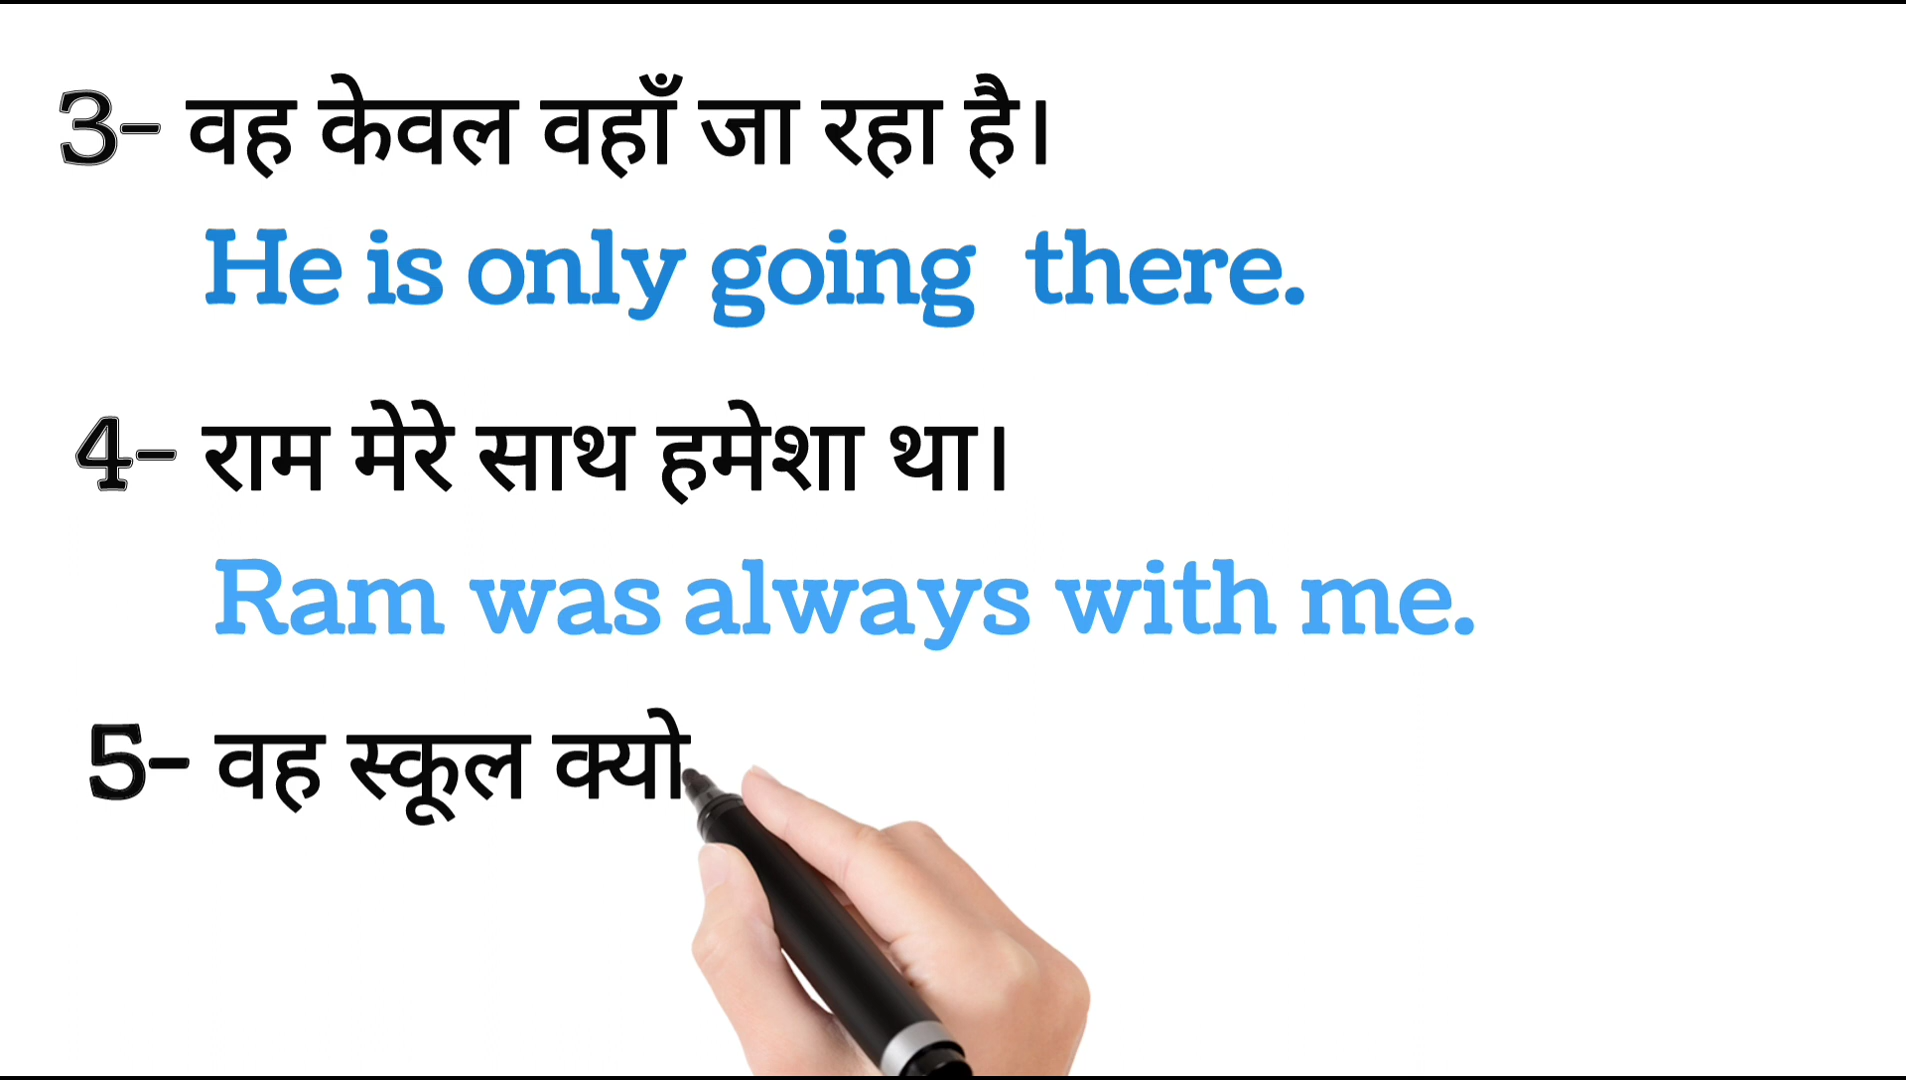 3- वह केवल वहाँ जा रहा है।
He is only going there.
4- राम मेरे साथ हमेशा था।
Ram was always with me.
5- वह स्कूल क्यो